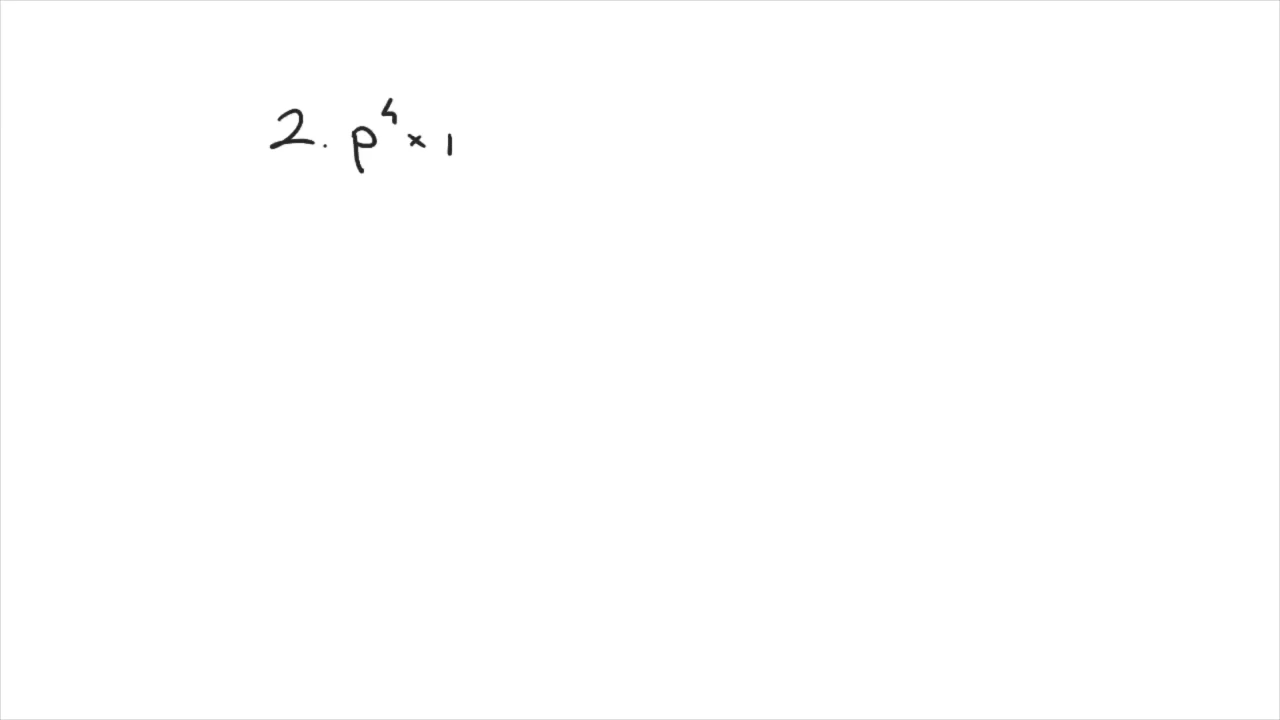 2. p⁴ × 1